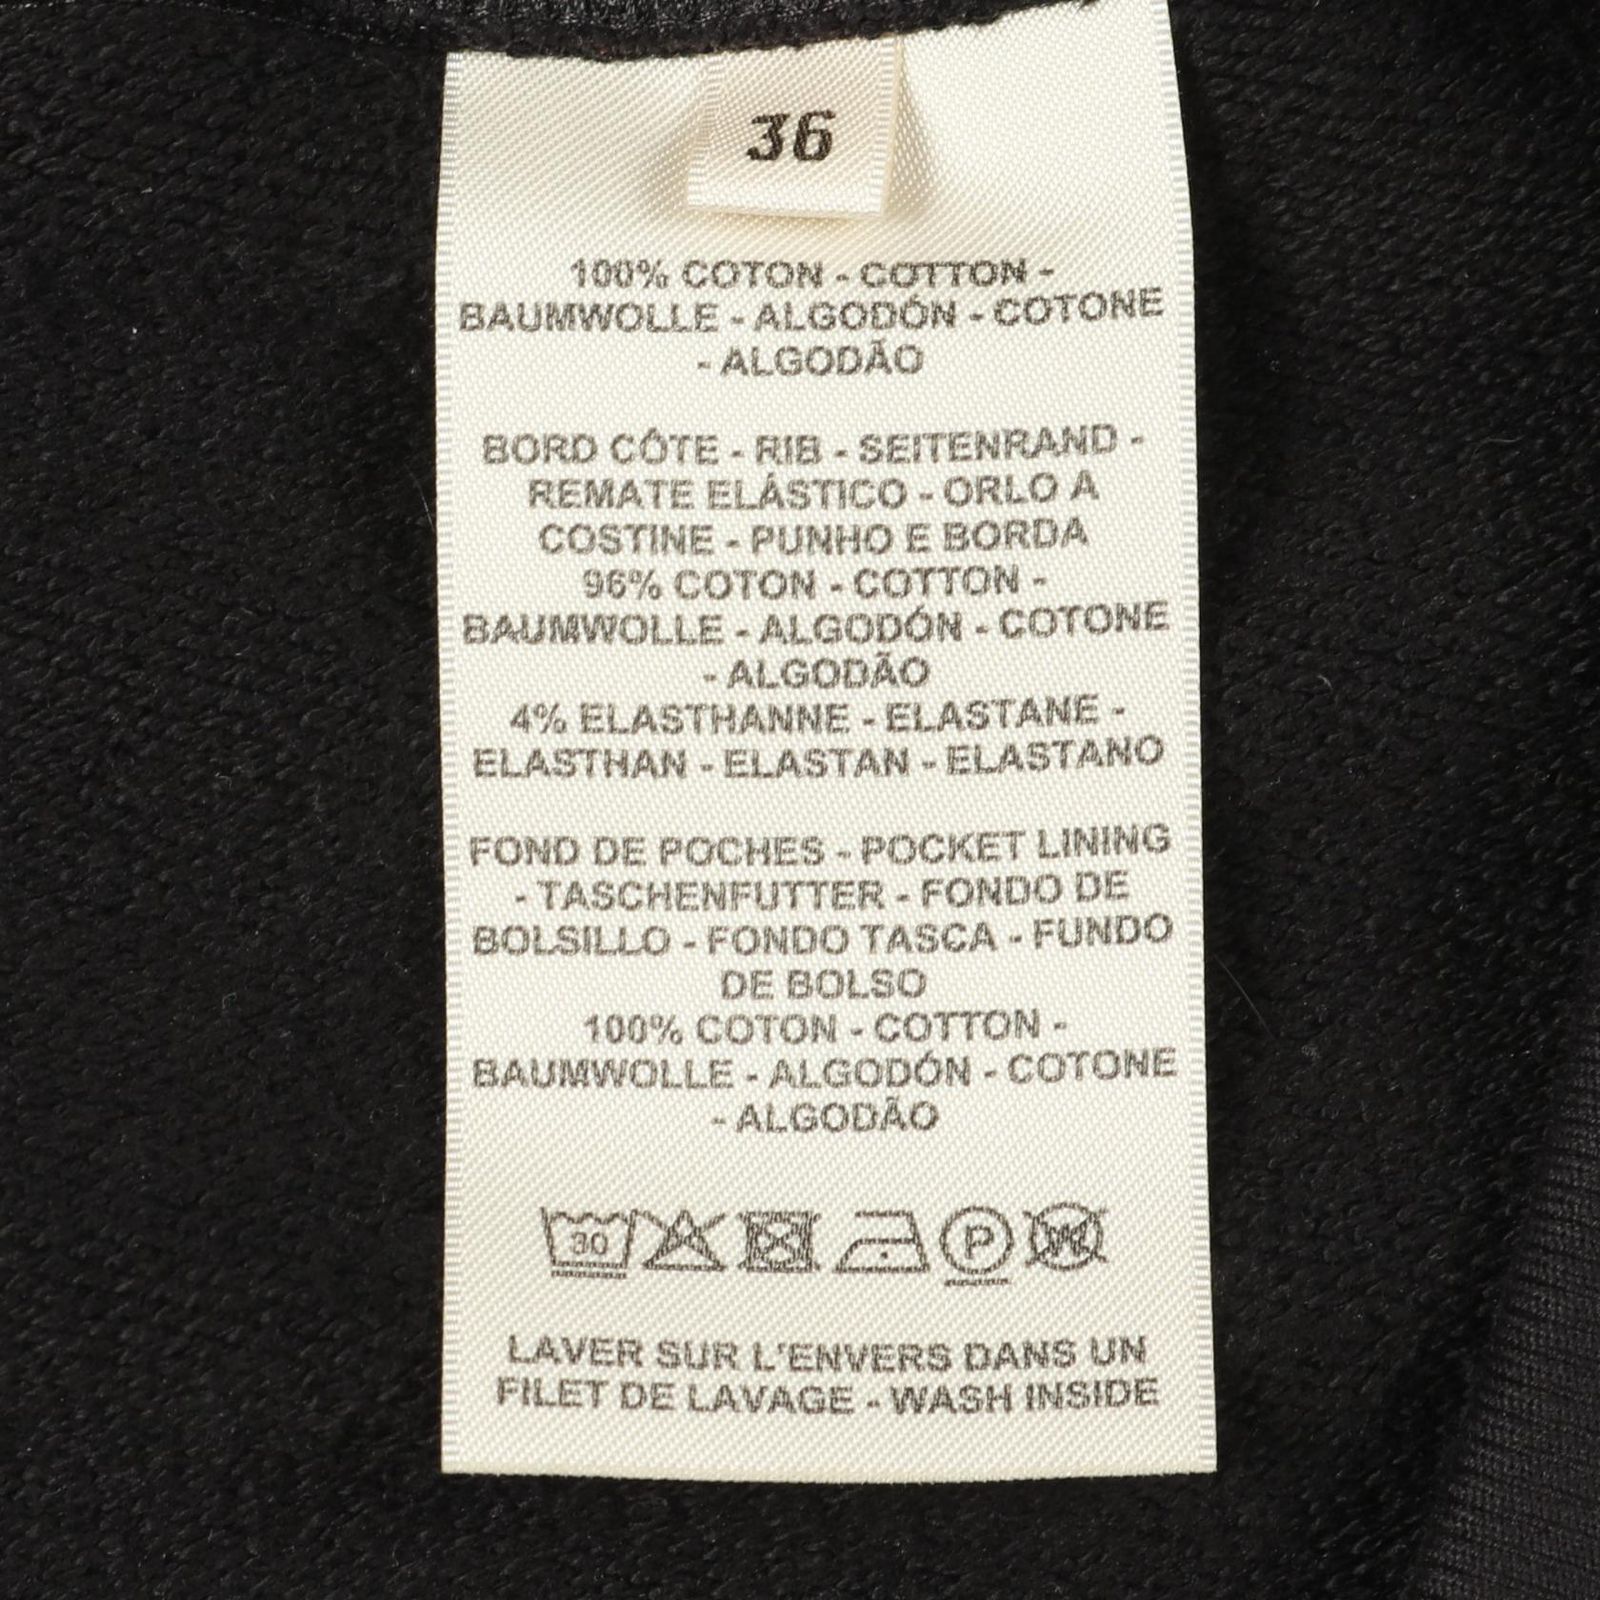 36
100% COTON - COTTON -
BAUMWOLLE - ALGODÓN - COTONE
- ALGODÃO
BORD CÔTE - RIB - SEITENRAND -
REMATE ELÁSTICO - ORLO A
COSTINE - PUNHO E BORDA
96% COTON - COTTON -
BAUMWOLLE - ALGODÓN - COTONE
- ALGODÃO
4% ELASTHANNE - ELASTANE -
ELASTHAN - ELASTAN - ELASTANO
FOND DE POCHES - POCKET LINING
- TASCHENFUTTER - FONDO DE
BOLSILLO - FONDO TASCA - FUNDO
DE BOLSO
100% COTON - COTTON -
BAUMWOLLE - ALGODÓN - COTONE
- ALGODÃO
30 P W
LAVER SUR L'ENVERS DANS UN
FILET DE LAVAGE - WASH INSIDE